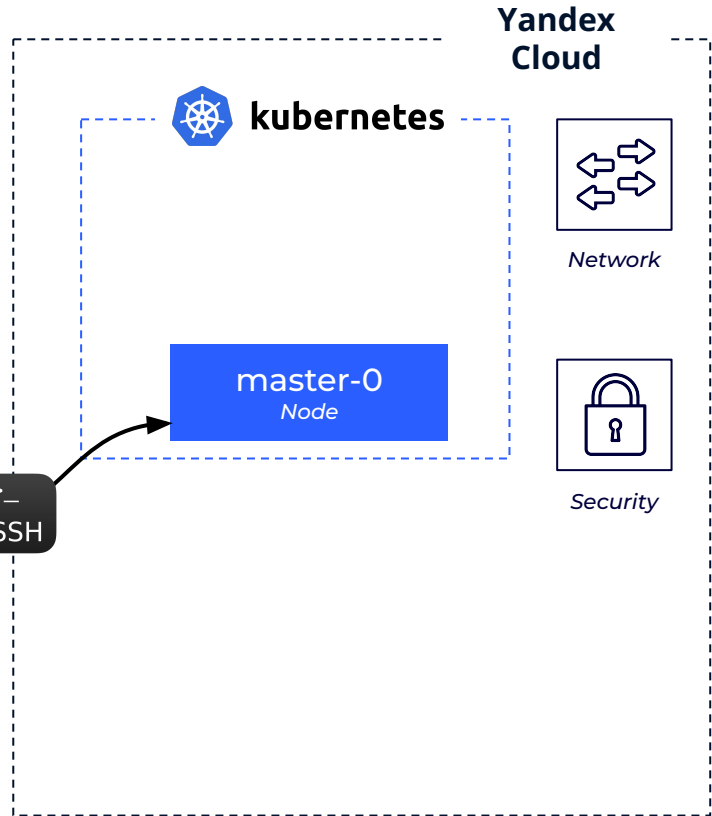 Yandex
Cloud
kubernetes
Network
master-0
Node
Security
>_
SSH